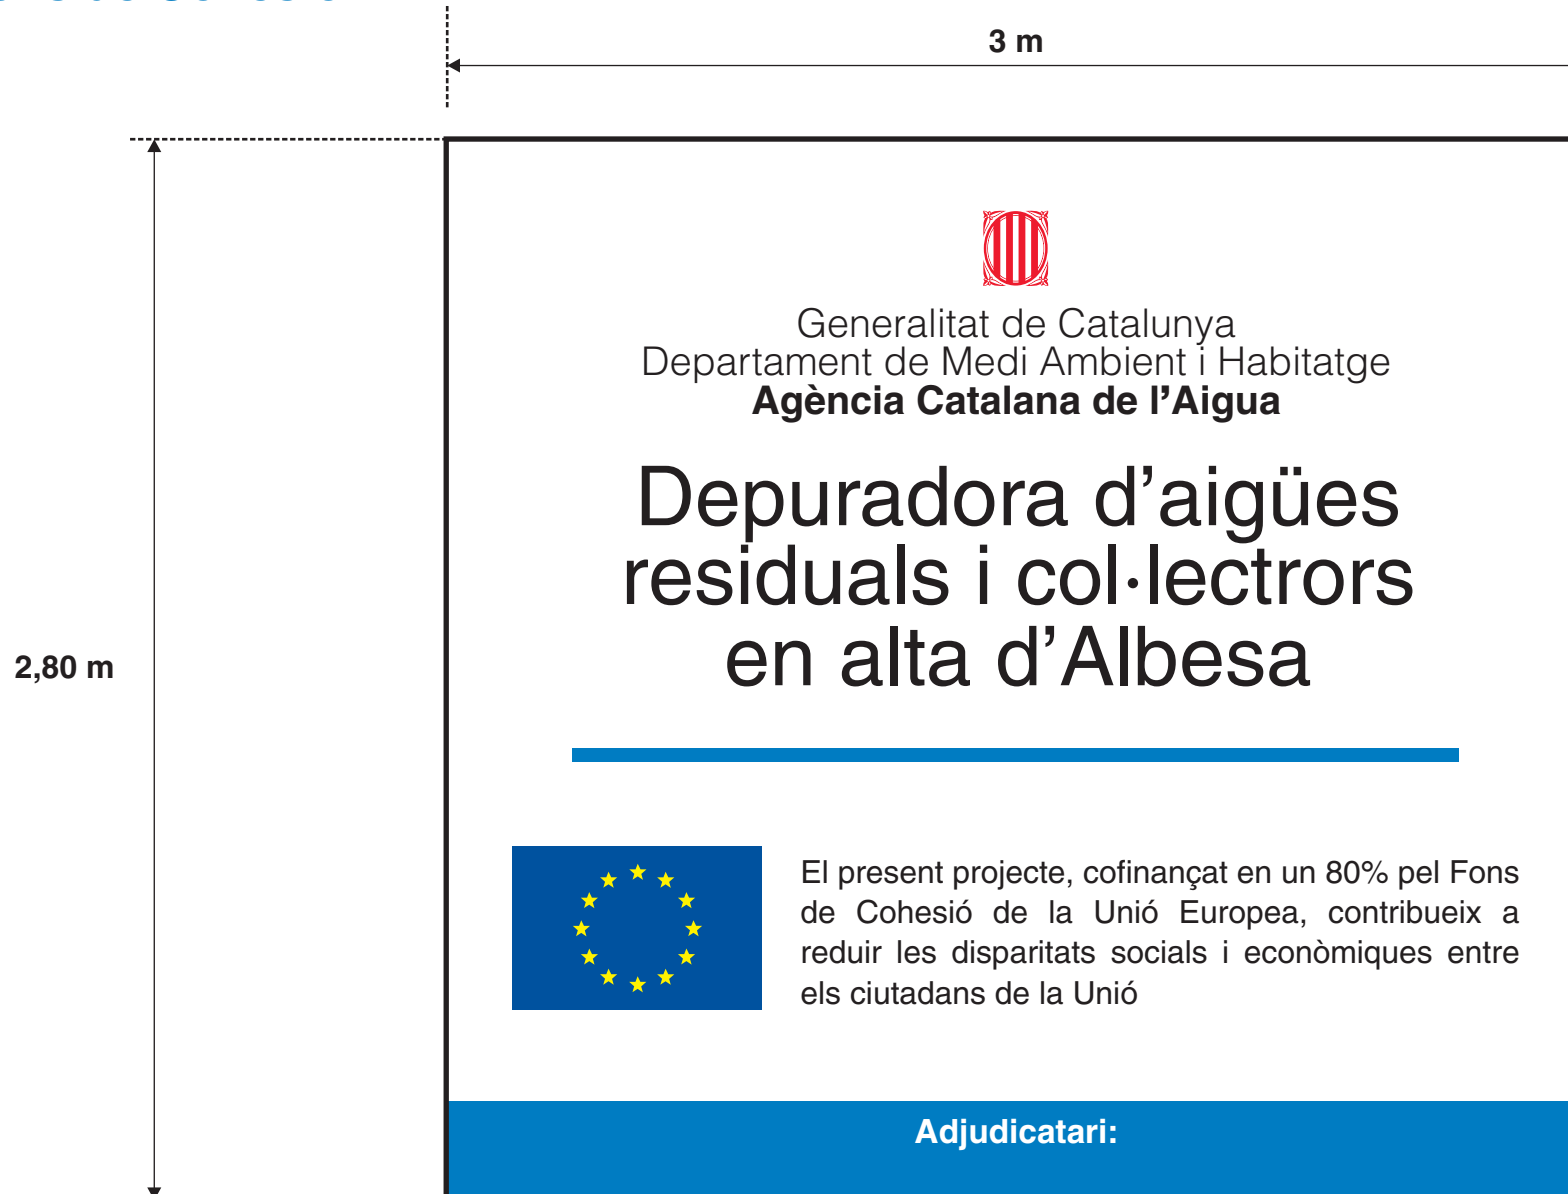 3 m
Generalitat de Catalunya
Departament de Medi Ambient i Habitatge
Agència Catalana de l’Aigua
Depuradora d’aigües
residuals i col·lectrors
en alta d’Albesa
2,80 m
El present projecte, cofinançat en un 80% pel Fons
de Cohesió de la Unió Europea, contribueix a
reduir les disparitats socials i econòmiques entre
els ciutadans de la Unió
Adjudicatari: